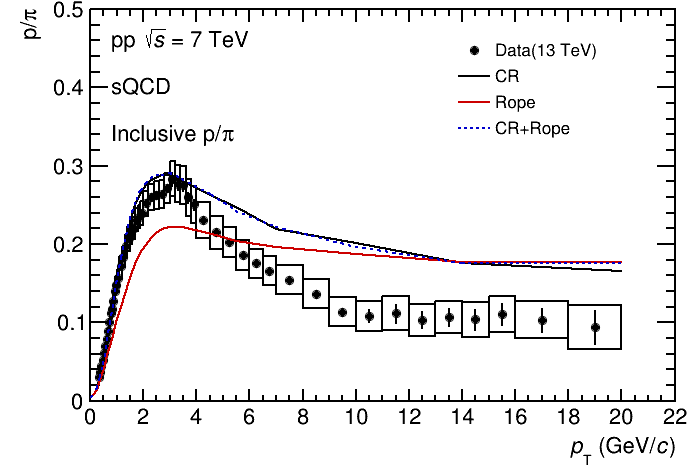 p/π
0.5
pp √s = 7 TeV
Data(13 TeV)
CR
0.4
sQCD
Rope
CR+Rope
Inclusive p/π
0.3
0.2
0.1
0
0 2 4 6 8 10 12 14 16 18 20 22
p_T (GeV/c)